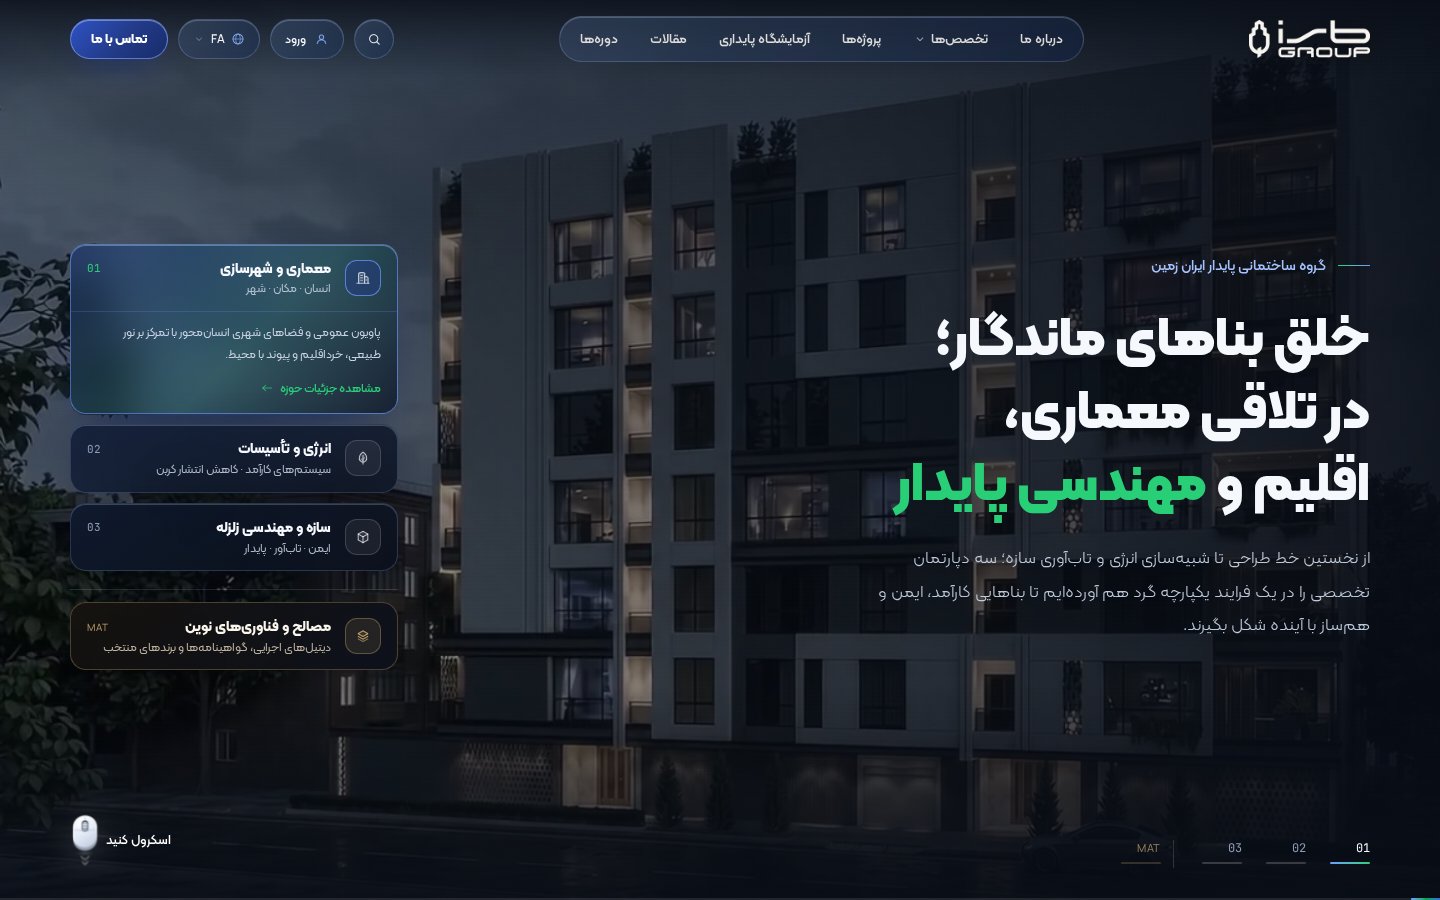 isb
GROUP
درباره ما
تخصص‌ها
پروژه‌ها
آزمایشگاه پایداری
مقالات
دوره‌ها
ورود
FA
تماس با ما
گروه ساختمانی پایدار ایران زمین
خلق بناهای ماندگار؛
در تلاقی معماری،
اقلیم و مهندسی پایدار
از نخستین خط طراحی تا شبیه‌سازی انرژی و تاب‌آوری سازه؛ سه دپارتمان
تخصصی را در یک فرایند یکپارچه گرد هم آورده‌ایم تا بناهایی کارآمد، ایمن و
هم‌ساز با آینده شکل بگیرند.
معماری و شهرسازی
01
انسان · مکان · شهر
پاویون عمومی و فضاهای شهری انسان‌محور با تمرکز بر نور
طبیعی، خرداقلیم و پیوند با محیط.
مشاهده جزئیات حوزه ←
انرژی و تأسیسات
02
سیستم‌های کارآمد · کاهش انتشار کربن
سازه و مهندسی زلزله
03
ایمن · تاب‌آور · پایدار
مصالح و فناوری‌های نوین
MAT
دیتیل‌های اجرایی، گواهینامه‌ها و برندهای منتخب
01
02
03
MAT
اسکرول کنید